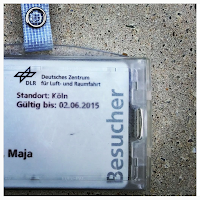 DLR
Deutsches Zentrum
für Luft- und Raumfahrt
Standort: Köln
Gültig bis: 02.06.2015
Maja
Besucher